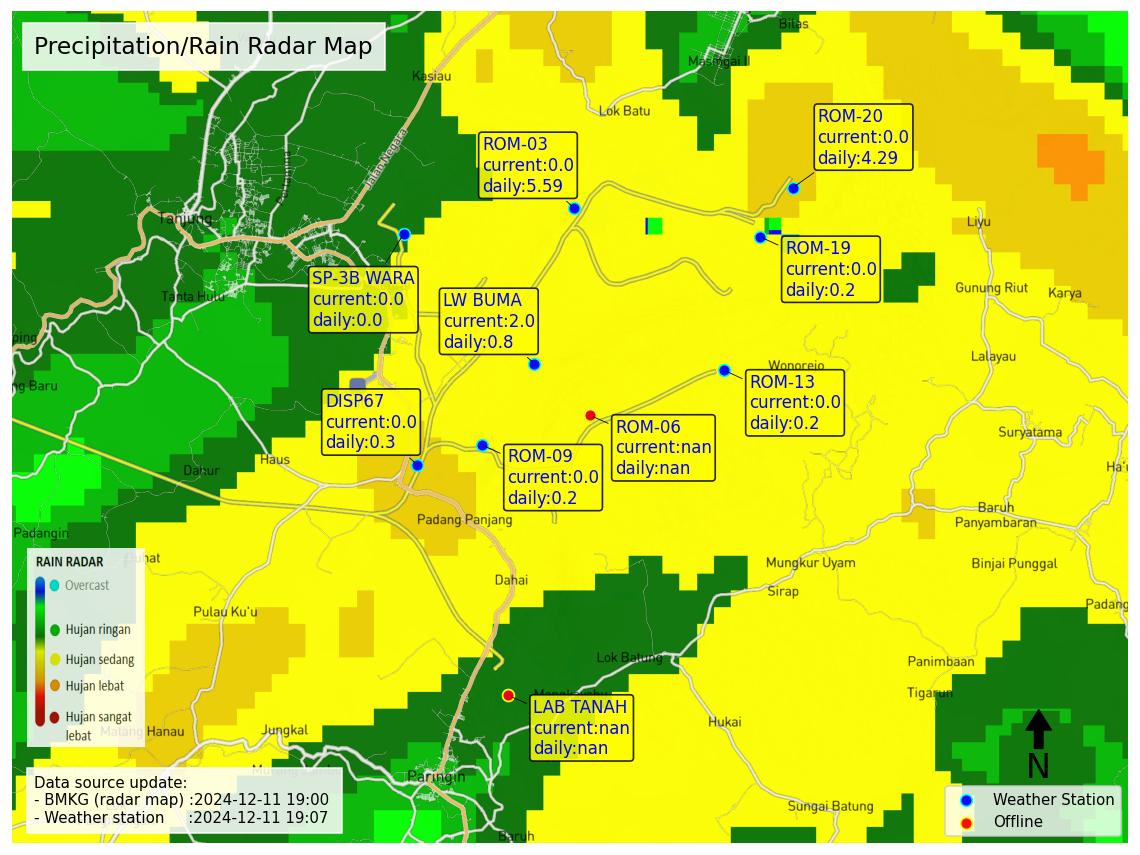 Precipitation/Rain Radar Map
Bilas
Kasiau
Lok Batu
Jalan Negara
ROM-20
current:0.0
daily:4.29
ROM-03
current:0.0
daily:5.59
Tanjung
Liyu
ROM-19
current:0.0
daily:0.2
SP-3B WARA
current:0.0
daily:0.0
Gunung Riut
Karya
LW BUMA
current:2.0
daily:0.8
Lalayau
Wonorejo
ROM-13
current:0.0
daily:0.2
ng Baru
DISP67
current:0.0
daily:0.3
ROM-06
current:nan
daily:nan
Suryatama
ROM-09
current:0.0
daily:0.2
Haus
Dahur
Padang Panjang
Baruh
Panyambaran
Padangin
Mungkur Uyam
Binjai Punggal
Dahai
Sirap
Padang
Pulau Ku'u
RAIN RADAR
Overcast
Hujan ringan
Hujan sedang
Hujan lebat
Hujan sangat
lebat
Lok Batung
Panimbaan
Tigarun
LAB TANAH
current:nan
daily:nan
Hukai
Jungkal
Paringin
Sungai Batung
Baruh
Data source update:
- BMKG (radar map) :2024-12-11 19:00
- Weather station :2024-12-11 19:07
N
Weather Station
Offline